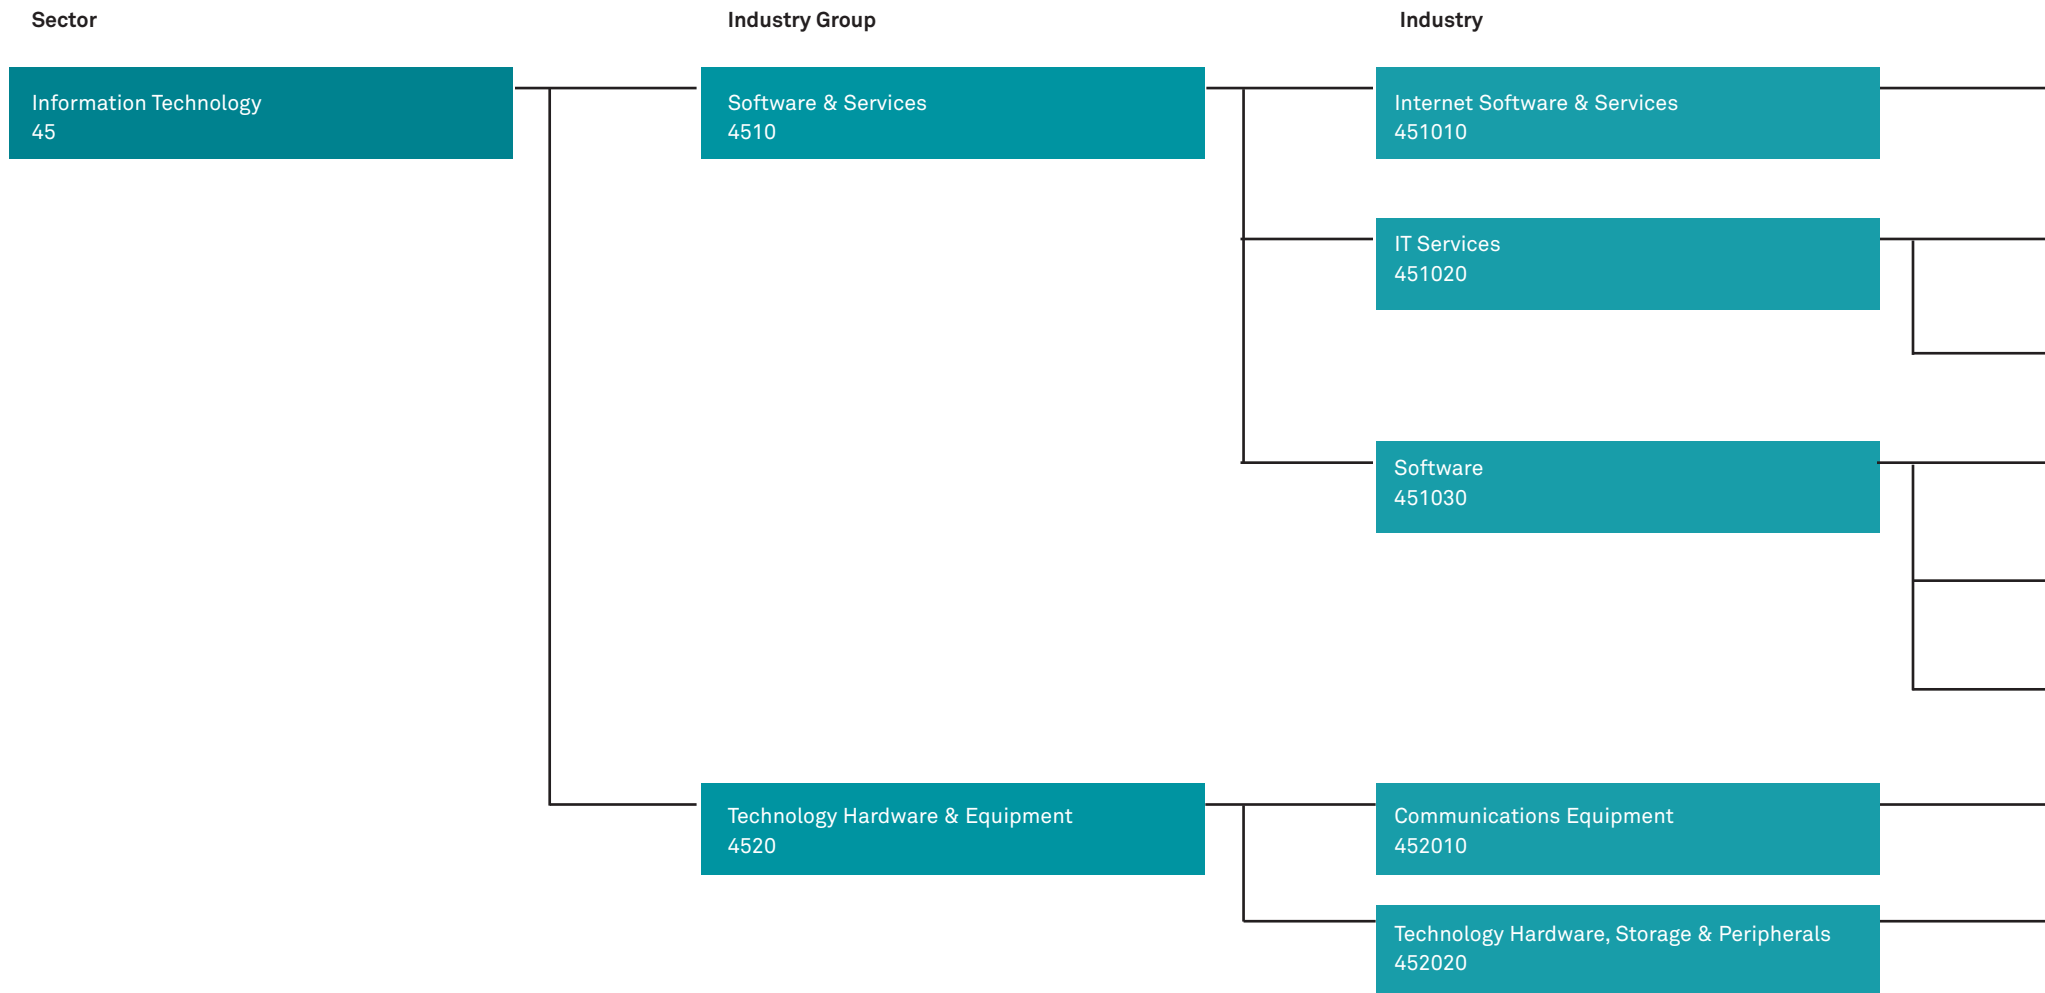 Sector
Industry Group
Industry
Information Technology
45
Software & Services
4510
Internet Software & Services
451010
IT Services
451020
Software
451030
Technology Hardware & Equipment
4520
Communications Equipment
452010
Technology Hardware, Storage & Peripherals
452020